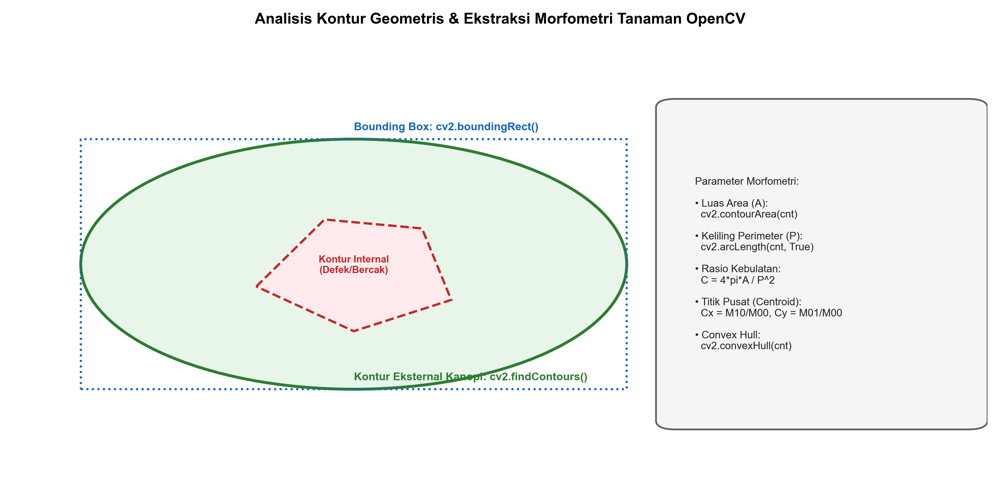 Analisis Kontur Geometris & Ekstraksi Morfometri Tanaman OpenCV
Bounding Box: cv2.boundingRect()
Kontur Internal
(Defek/Bercak)
Kontur Eksternal Kanopi: cv2.findContours()
Parameter Morfometri:
• Luas Area (A):
cv2.contourArea(cnt)
• Keliling Perimeter (P):
cv2.arcLength(cnt, True)
• Rasio Kebulatan:
C = 4*pi*A / P^2
• Titik Pusat (Centroid):
Cx = M10/M00, Cy = M01/M00
• Convex Hull:
cv2.convexHull(cnt)